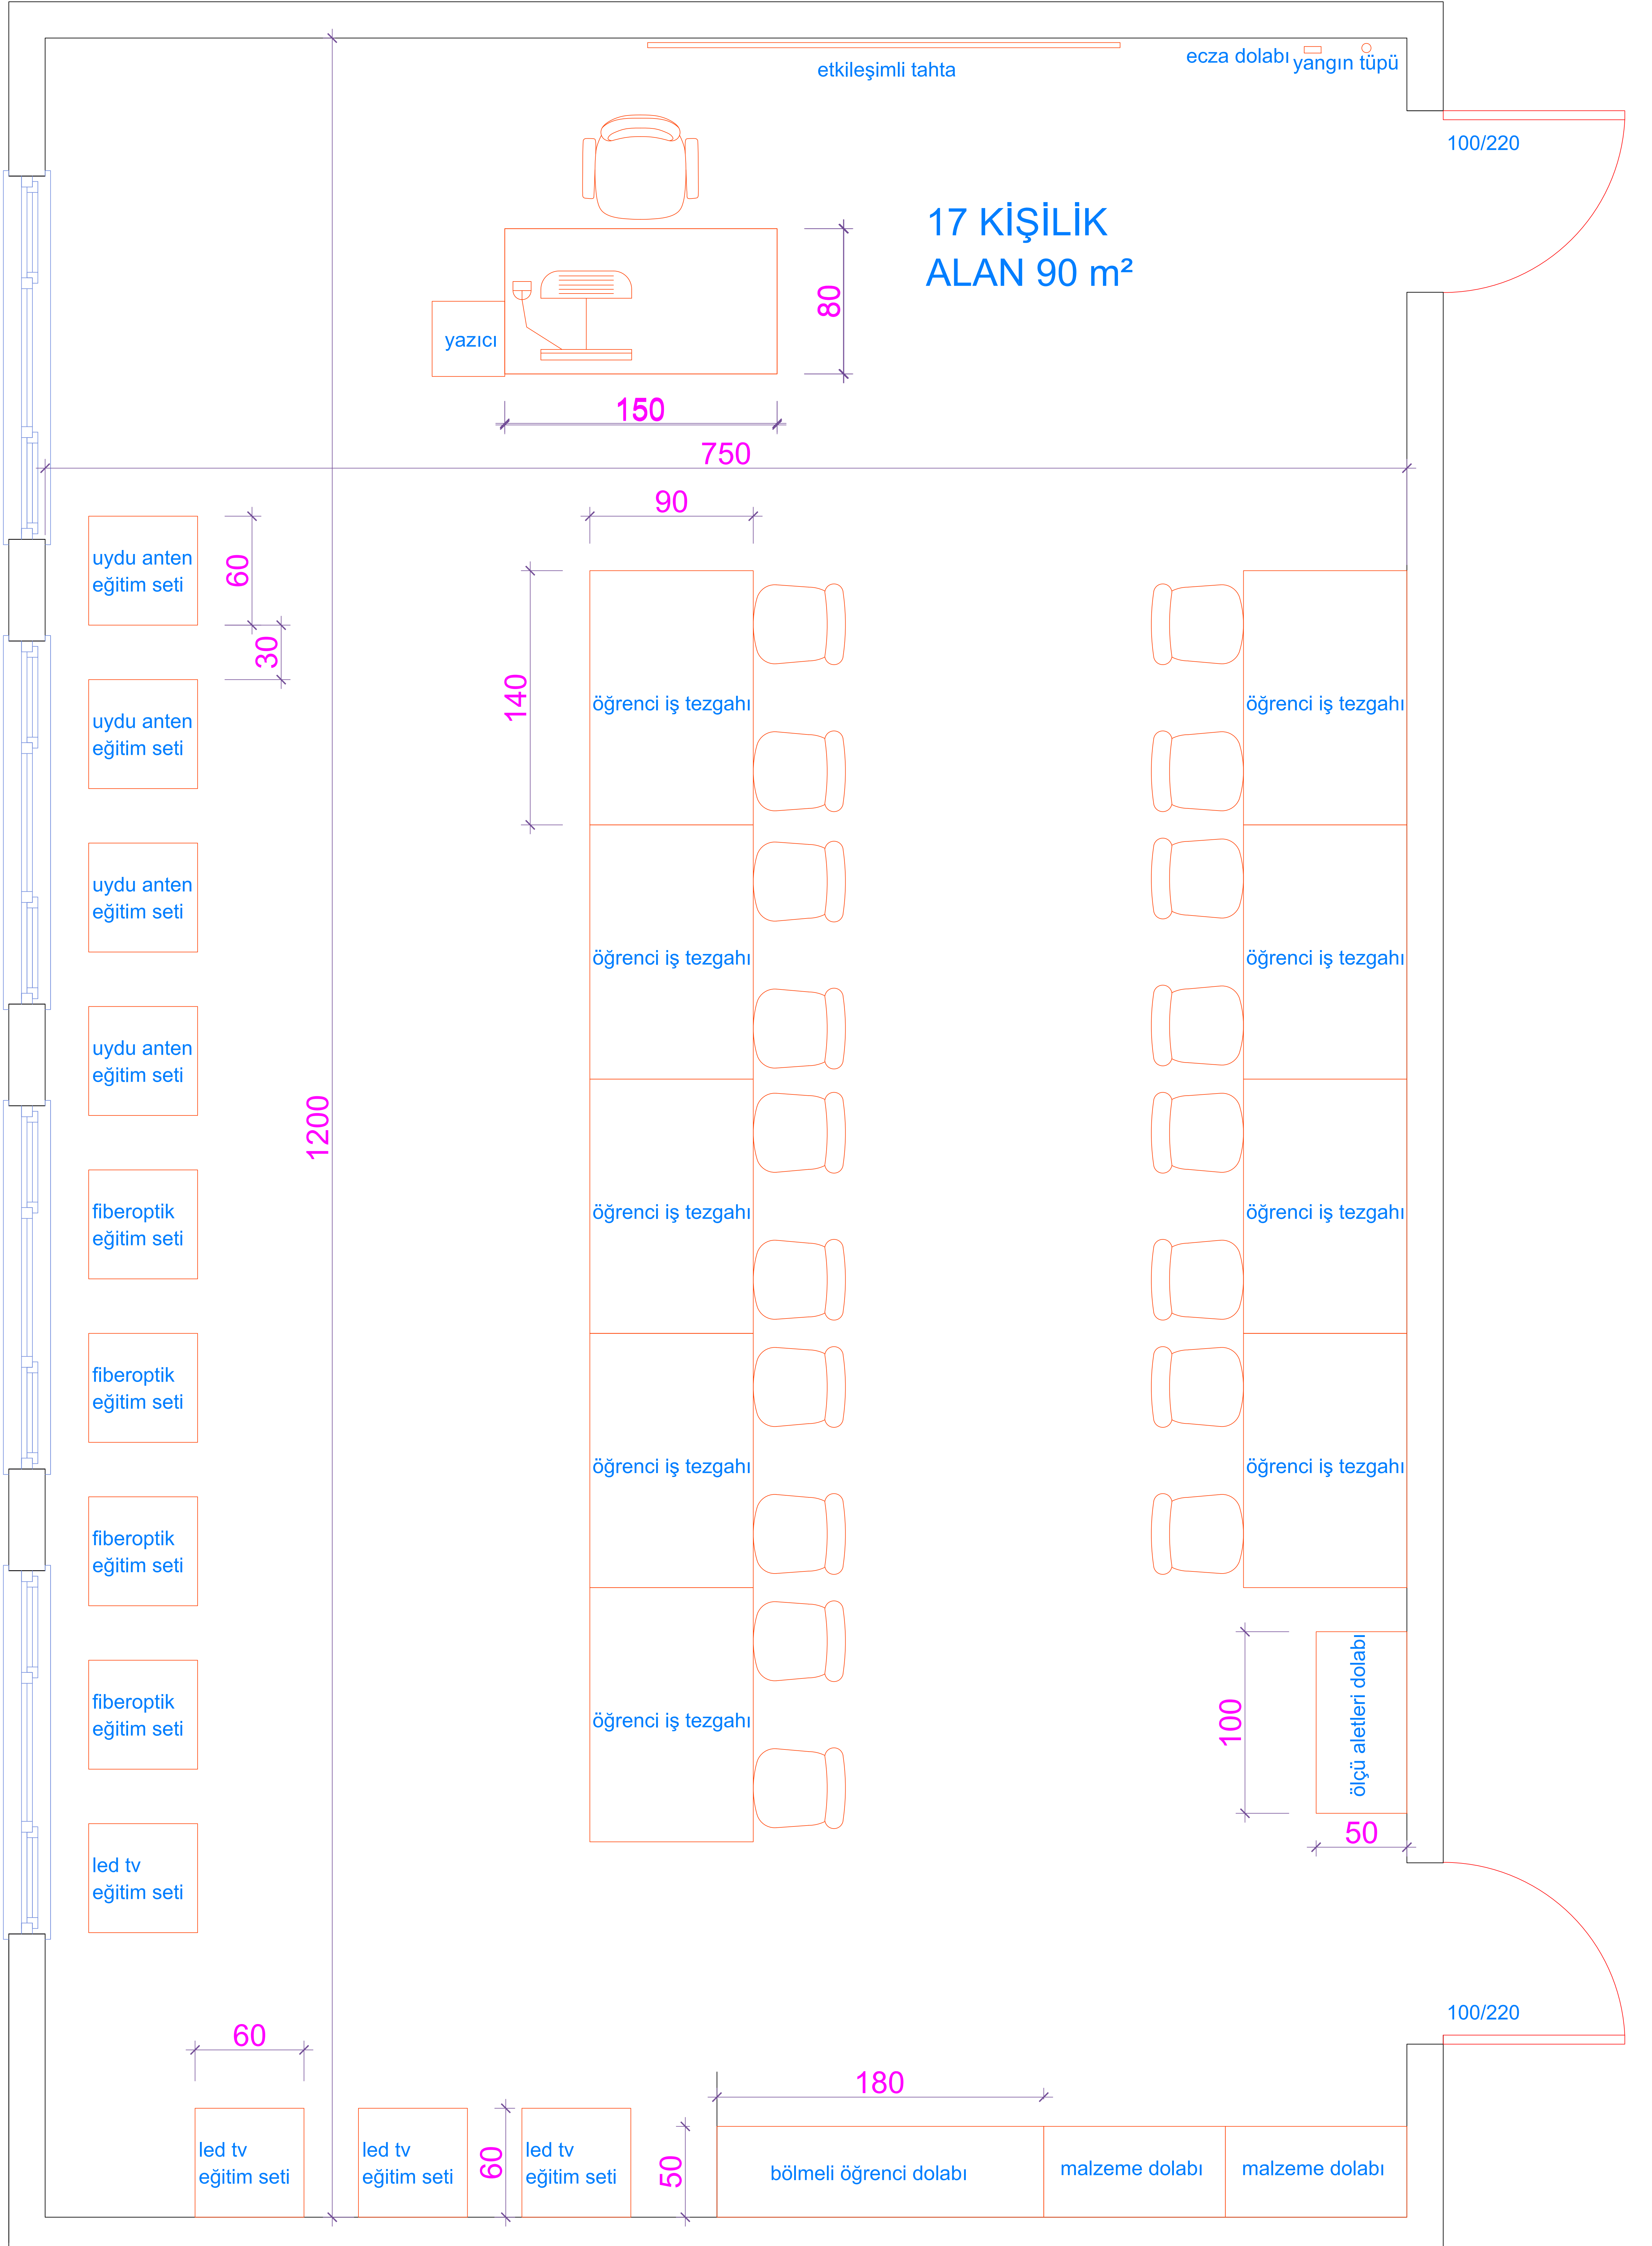 etkileşimli tahta
ecza dolabı
yangın tüpü
100/220
17 KİŞİLİK
ALAN 90 m²
80
yazıcı
150
750
90
60
uydu anten
eğitim seti
30
140
uydu anten
eğitim seti
öğrenci iş tezgahı
öğrenci iş tezgahı
uydu anten
eğitim seti
öğrenci iş tezgahı
öğrenci iş tezgahı
uydu anten
eğitim seti
1200
fiberoptik
eğitim seti
öğrenci iş tezgahı
öğrenci iş tezgahı
fiberoptik
eğitim seti
öğrenci iş tezgahı
öğrenci iş tezgahı
fiberoptik
eğitim seti
fiberoptik
eğitim seti
öğrenci iş tezgahı
100
ölçü aletleri dolabı
50
led tv
eğitim seti
100/220
60
180
led tv
eğitim seti
led tv
eğitim seti
60
led tv
eğitim seti
50
bölmeli öğrenci dolabı
malzeme dolabı
malzeme dolabı